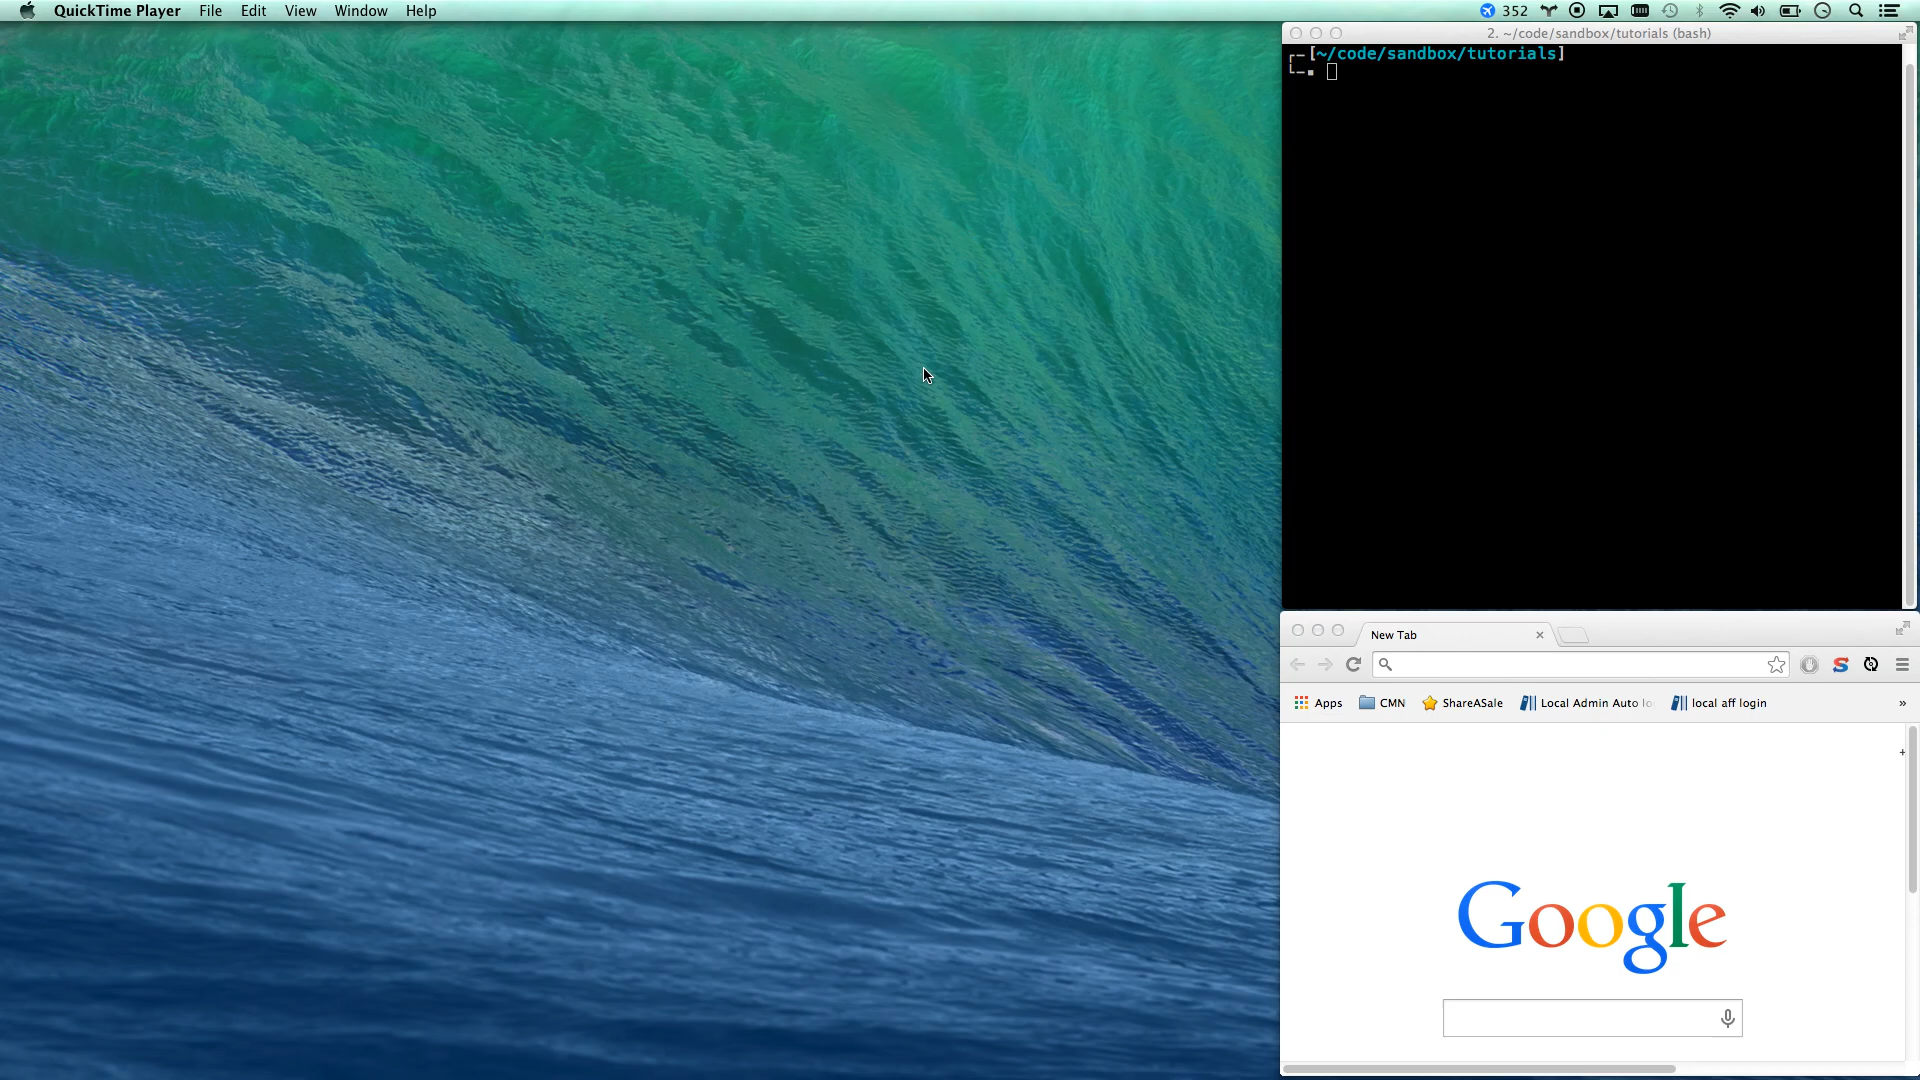 QuickTime Player File Edit View Window Help 352
2. ~/code/sandbox/tutorials (bash)
[~/code/sandbox/tutorials]
New Tab
Apps CMN ShareASale Local Admin Auto lo local aff login »
Google